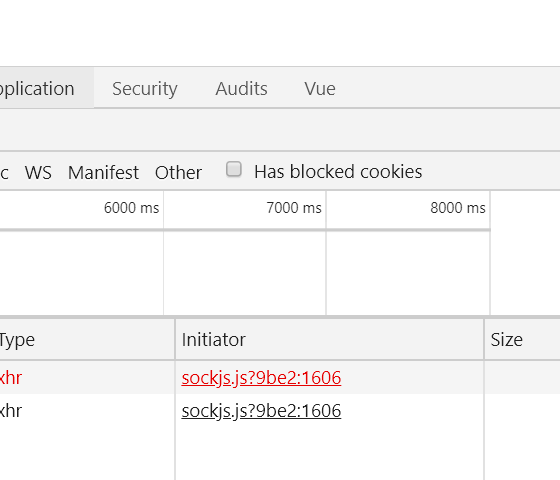 pplication Security Audits Vue
c WS Manifest Other Has blocked cookies
6000 ms 7000 ms 8000 ms
Type Initiator Size
xhr sockjs.js?9be2:1606
xhr sockjs.js?9be2:1606